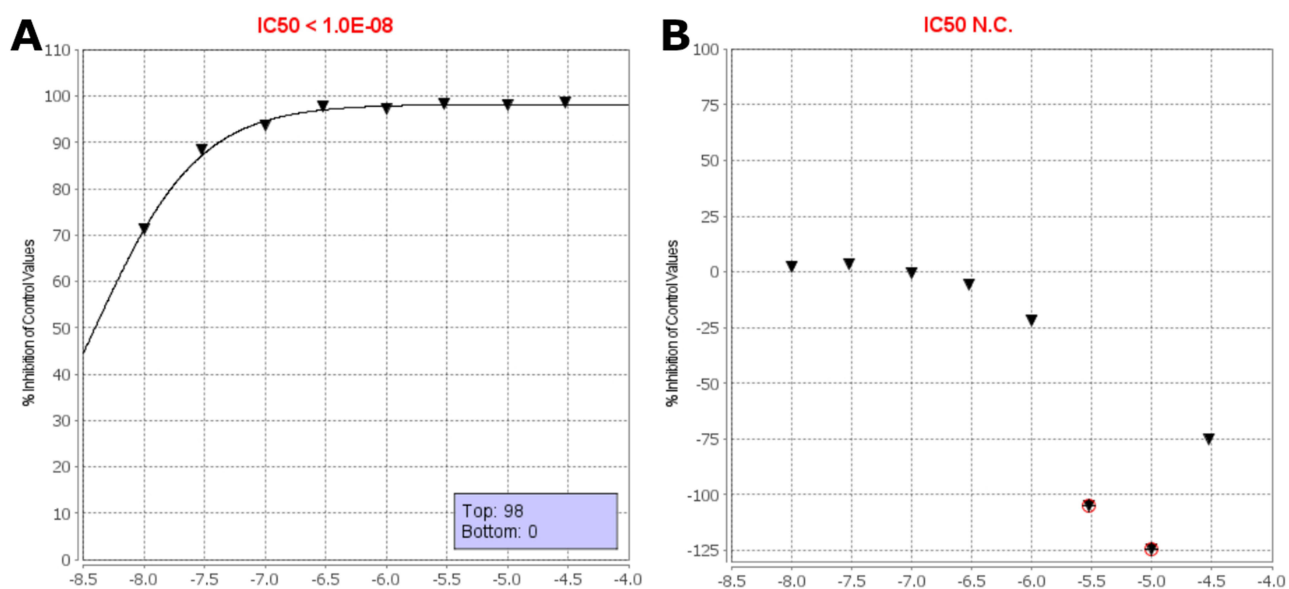 A
IC50 < 1.0E-08
% Inhibition of Control Values
110
100
90
80
70
60
50
40
30
20
10
0
Top: 98
Bottom: 0
-8.5 -8.0 -7.5 -7.0 -6.5 -6.0 -5.5 -5.0 -4.5 -4.0
B
IC50 N.C.
% Inhibition of Control Values
100
75
50
25
0
-25
-50
-75
-100
-125
-8.5 -8.0 -7.5 -7.0 -6.5 -6.0 -5.5 -5.0 -4.5 -4.0